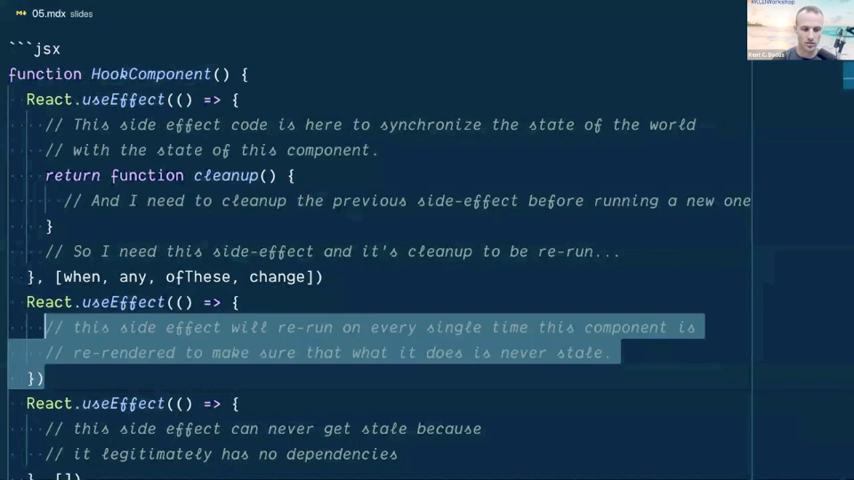 05.mdx slides
#KCLDNWorkshop
Kent C. Dodds
```jsx
function HookComponent() {
React.useEffect(() => {
// This side effect code is here to synchronize the state of the world
// with the state of this component.
return function cleanup() {
// And I need to cleanup the previous side-effect before running a new one
}
// So I need this side-effect and it's cleanup to be re-run...
}, [when, any, ofThese, change])
React.useEffect(() => {
// this side effect will re-run on every single time this component is
// re-rendered to make sure that what it does is never stale.
})
React.useEffect(() => {
// this side effect can never get stale because
// it legitimately has no dependencies
}, [])